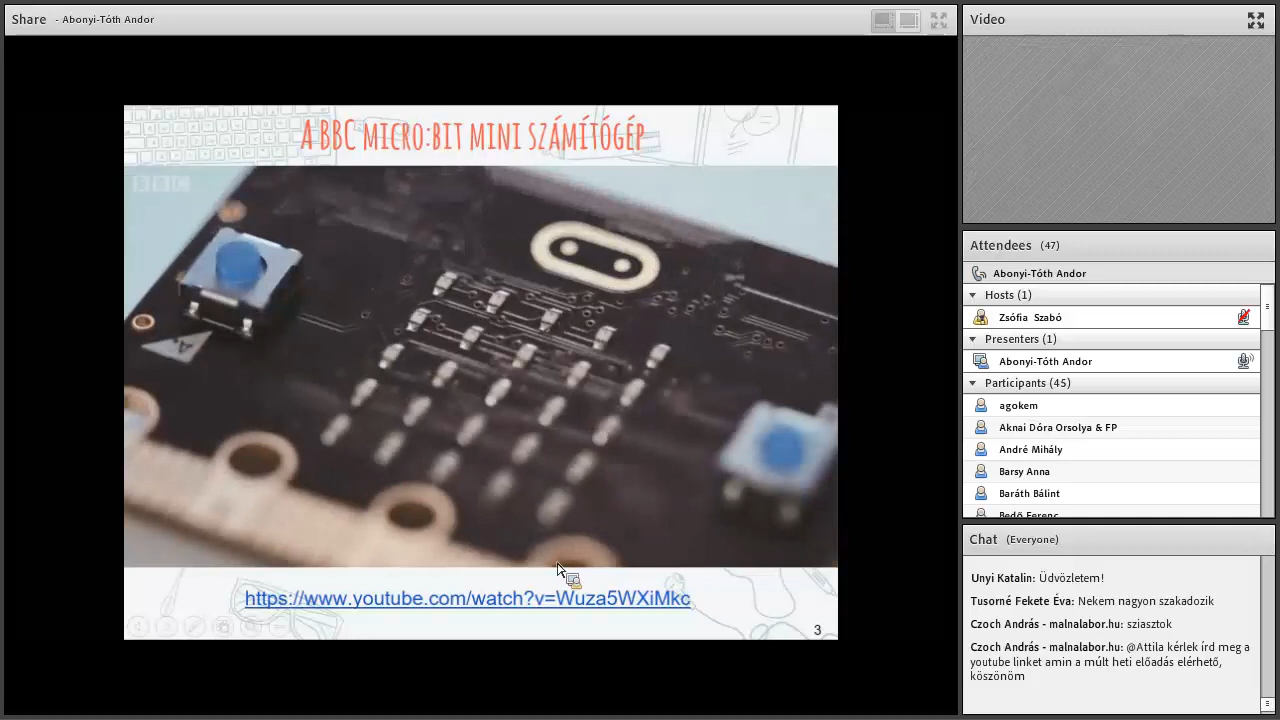 Share - Abonyi-Tóth Andor
Video
A BBC MICRO:BIT MINI SZÁMÍTÓGÉP
BBC
A
https://www.youtube.com/watch?v=Wuza5WXiMkc
3
Attendees (47)
Abonyi-Tóth Andor
Hosts (1)
Zsófia Szabó
Presenters (1)
Abonyi-Tóth Andor
Participants (45)
agokem
Aknai Dóra Orsolya & FP
André Mihály
Barsy Anna
Baráth Bálint
Bedő Ferenc
Chat (Everyone)
Unyi Katalin: Üdvözletem!
Tuzorné Fekete Éva: Nekem nagyon szakadozik
Czoch András - malnalabor.hu: sziasztok
Czoch András - malnalabor.hu: @Attila kérlek írd meg a
youtube linket amin a múlt heti előadás elérhető,
köszönöm